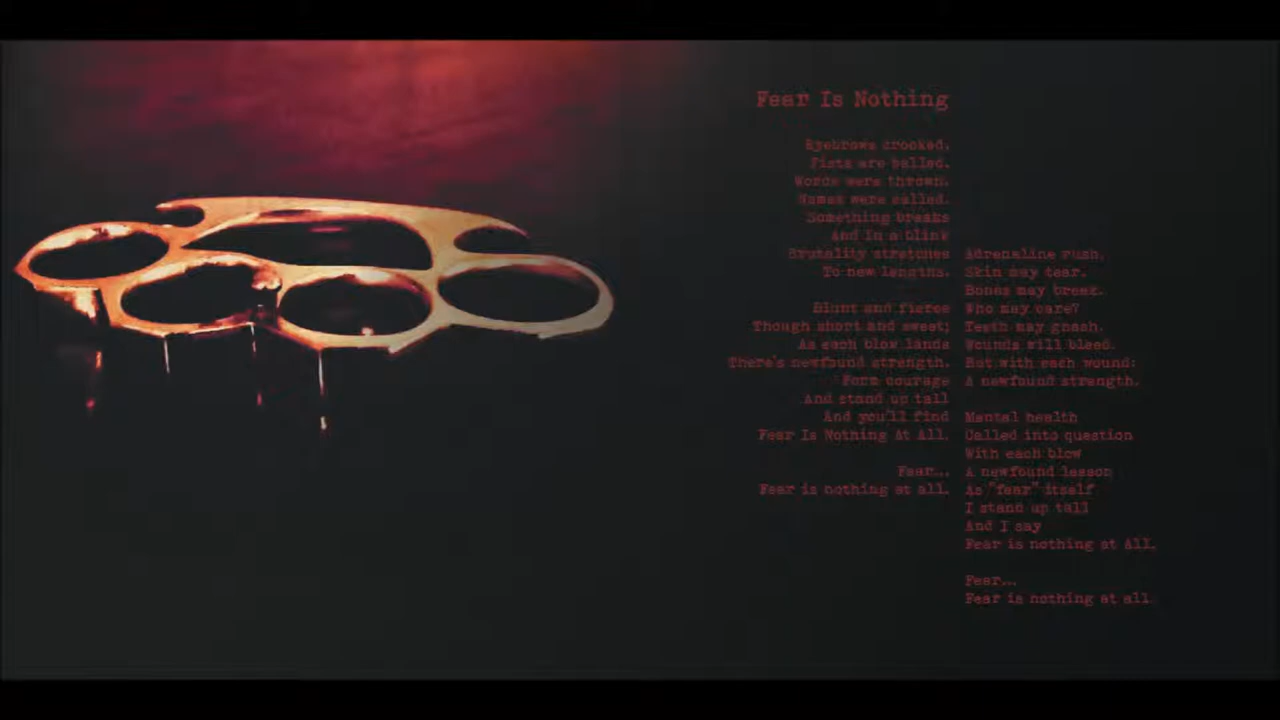 Fear Is Nothing
Eyebrows crooked.
Fists are balled.
Words were thrown.
Names were called.
Something breaks
And in a blink
Brutality stretches
To new lengths.
Blunt and fierce
Though short and sweet;
As each blow lands
There's newfound strength.
Form courage
And stand up tall
And you'll find
Fear Is Nothing At All.
Fear...
Fear is nothing at all.
Adrenaline rush.
Skin may tear.
Bones may break.
Who may care?
Teeth may gnash.
Wounds will bleed.
But with each wound:
A newfound strength.
Mental health
Called into question
With each blow
A newfound lesson
As "fear" itself
I stand up tall
And I say
Fear is nothing at All.
Fear...
Fear is nothing at all.